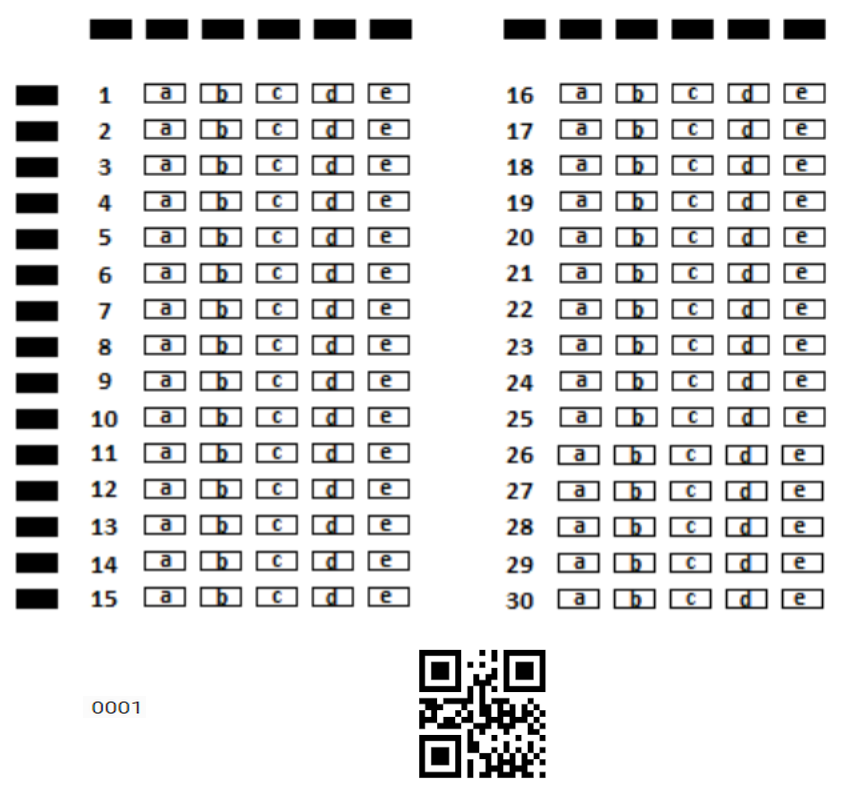 1 a b c d e 16 a b c d e
2 a b c d e 17 a b c d e
3 a b c d e 18 a b c d e
4 a b c d e 19 a b c d e
5 a b c d e 20 a b c d e
6 a b c d e 21 a b c d e
7 a b c d e 22 a b c d e
8 a b c d e 23 a b c d e
9 a b c d e 24 a b c d e
10 a b c d e 25 a b c d e
11 a b c d e 26 a b c d e
12 a b c d e 27 a b c d e
13 a b c d e 28 a b c d e
14 a b c d e 29 a b c d e
15 a b c d e 30 a b c d e
0001